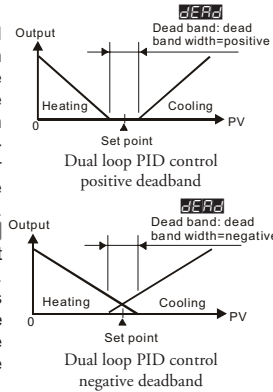 dEAd
Dead band: dead
band width=positive
Output
Heating
Cooling
0
PV
Set point
Dual loop PID control
positive deadband
dEAd
Dead band: dead
band width=negative
Output
Heating
Cooling
0
PV
Set point
Dual loop PID control
negative deadband